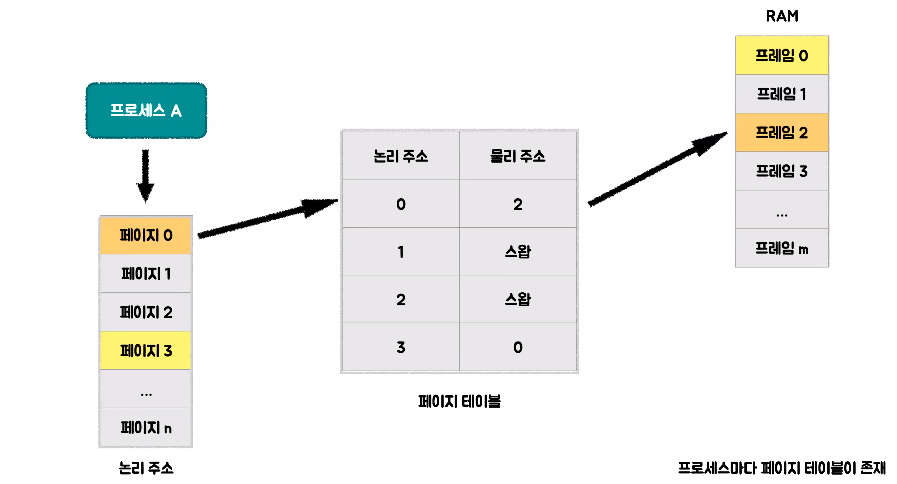 프로세스 A
페이지 0
페이지 1
페이지 2
페이지 3
...
페이지 n
논리 주소
논리 주소 물리 주소
0 2
1 스왑
2 스왑
3 0
페이지 테이블
RAM
프레임 0
프레임 1
프레임 2
프레임 3
...
프레임 m
프로세스마다 페이지 테이블이 존재